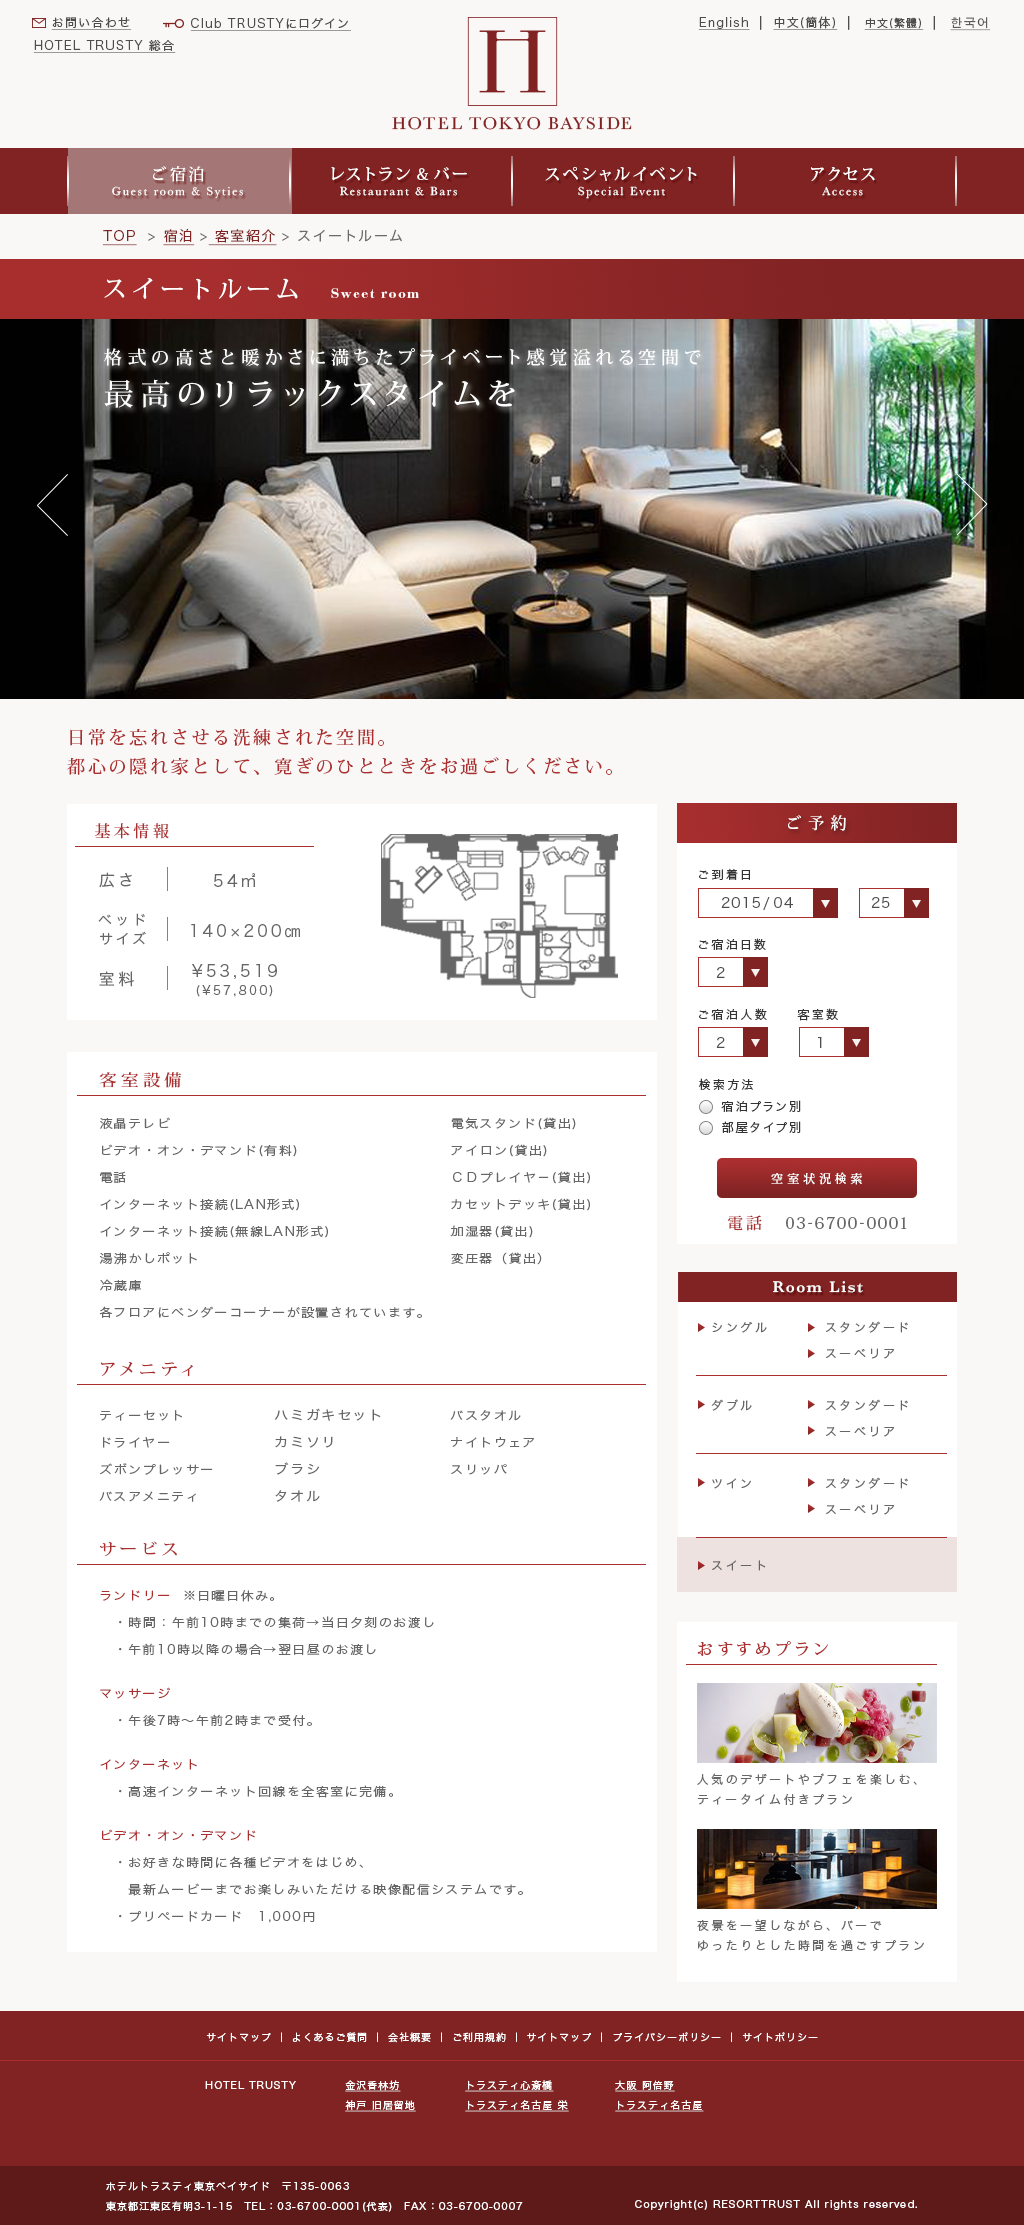 お問い合わせ
Club TRUSTYにログイン
HOTEL TRUSTY 総合
English | 中文(簡体) | 中文(繁體) | 한국어
H
HOTEL TOKYO BAYSIDE
ご宿泊
Guest room & Syties
レストラン & バー
Restaurant & Bars
スペシャルイベント
Special Event
アクセス
Access
TOP > 宿泊 > 客室紹介 > スイートルーム
スイートルーム Sweet room
格式の高さと暖かさに満ちたプライベート感覚溢れる空間で
最高のリラックスタイムを
日常を忘れさせる洗練された空間。
都心の隠れ家として、寛ぎのひとときをお過ごしください。
基本情報
広さ 54㎡
ベッド
サイズ 140×200㎝
室料 ¥53,519
(¥57,800)
客室設備
液晶テレビ
ビデオ・オン・デマンド(有料)
電話
インターネット接続(LAN形式)
インターネット接続(無線LAN形式)
湯沸かしポット
冷蔵庫
各フロアにベンダーコーナーが設置されています。
電気スタンド(貸出)
アイロン(貸出)
ＣＤプレイヤー(貸出)
カセットデッキ(貸出)
加湿器(貸出)
変圧器（貸出）
アメニティ
ティーセット
ドライヤー
ズボンプレッサー
バスアメニティ
ハミガキセット
カミソリ
ブラシ
タオル
バスタオル
ナイトウェア
スリッパ
サービス
ランドリー ※日曜日休み。
・時間：午前10時までの集荷→当日夕刻のお渡し
・午前10時以降の場合→翌日昼のお渡し
マッサージ
・午後7時～午前2時まで受付。
インターネット
・高速インターネット回線を全客室に完備。
ビデオ・オン・デマンド
・お好きな時間に各種ビデオをはじめ、
最新ムービーまでお楽しみいただける映像配信システムです。
・プリペードカード 1,000円
ご予約
ご到着日
2015/04 ▼ 25 ▼
ご宿泊日数
2 ▼
ご宿泊人数 客室数
2 ▼ 1 ▼
検索方法
宿泊プラン別
部屋タイプ別
空室状況検索
電話 03-6700-0001
Room List
シングル スタンダード
スーベリア
ダブル スタンダード
スーベリア
ツイン スタンダード
スーベリア
スイート
おすすめプラン
人気のデザートやブフェを楽しむ、
ティータイム付きプラン
夜景を一望しながら、バーで
ゆったりとした時間を過ごすプラン
サイトマップ | よくあるご質問 | 会社概要 | ご利用規約 | サイトマップ | プライバシーポリシー | サイトポリシー
HOTEL TRUSTY
金沢香林坊
神戸 旧居留地
トラスティ心斎橋
トラスティ名古屋 栄
大阪 阿倍野
トラスティ名古屋
ホテルトラスティ東京ベイサイド 〒135-0063
東京都江東区有明3-1-15 TEL：03-6700-0001(代表) FAX：03-6700-0007
Copyright(c) RESORTTRUST All rights reserved.